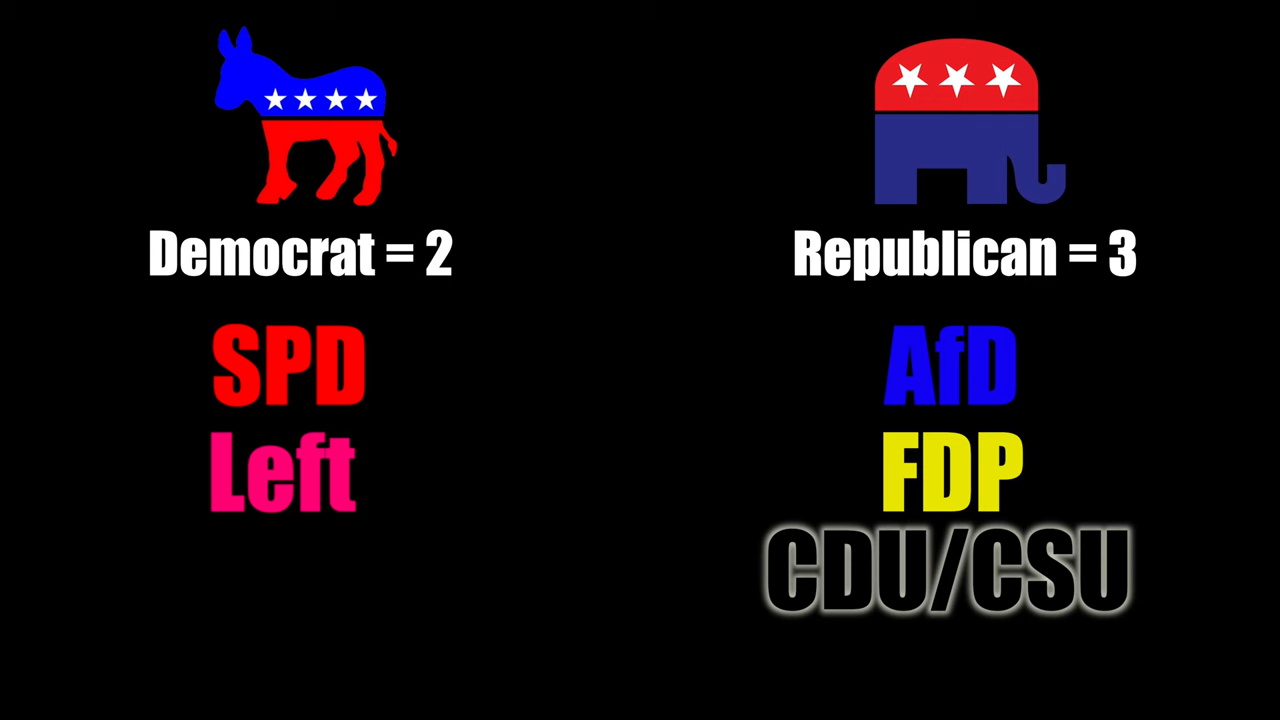 Democrat = 2
SPD
Left
Republican = 3
AfD
FDP
CDU/CSU